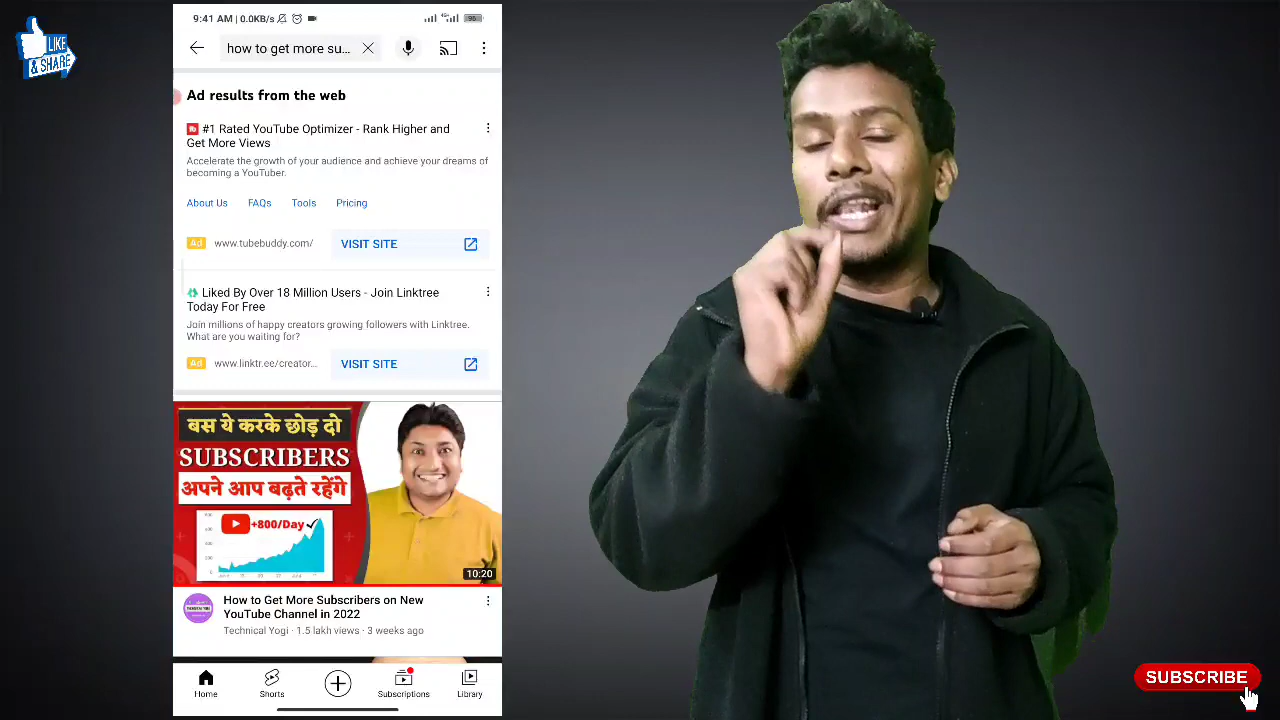 LIKE
& SHARE
9:41 AM | 0.0KB/s
4G
96
how to get more su...
Ad results from the web
#1 Rated YouTube Optimizer - Rank Higher and
Get More Views
Accelerate the growth of your audience and achieve your dreams of
becoming a YouTuber.
About Us FAQs Tools Pricing
Ad www.tubebuddy.com/ VISIT SITE
Liked By Over 18 Million Users - Join Linktree
Today For Free
Join millions of happy creators growing followers with Linktree.
What are you waiting for?
Ad www.linktr.ee/creator... VISIT SITE
बस ये करके छोड़ दो
SUBSCRIBERS
अपने आप बढ़ते रहेंगे
+800/Day
10:20
How to Get More Subscribers on New
YouTube Channel in 2022
Technical Yogi · 1.5 lakh views · 3 weeks ago
Home Shorts Subscriptions Library
SUBSCRIBE